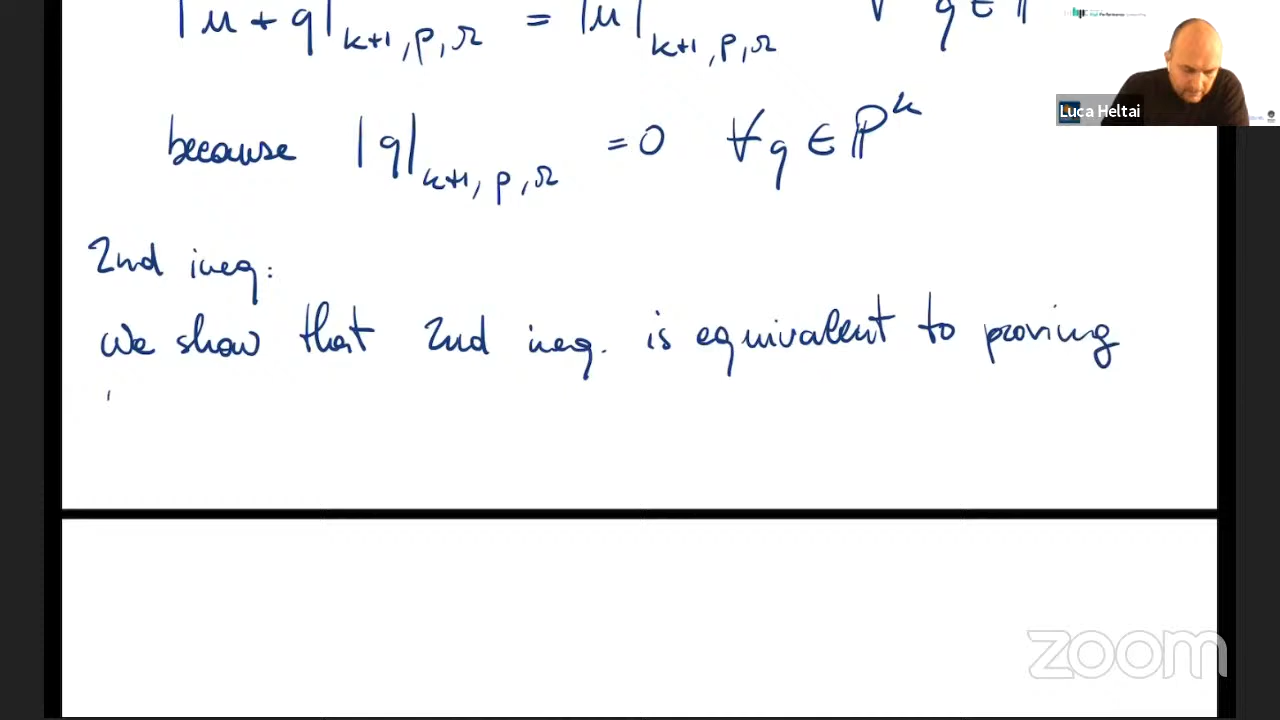 |u + q|k+1,p,Ω = |u|k+1,p,Ω ∀ q ∈ P
Luca Heltai
because |q|k+1,p,Ω = 0 ∀q ∈ ℙᵏ
2nd ineq:
we show that 2nd ineq. is equivalent to proving
zoom